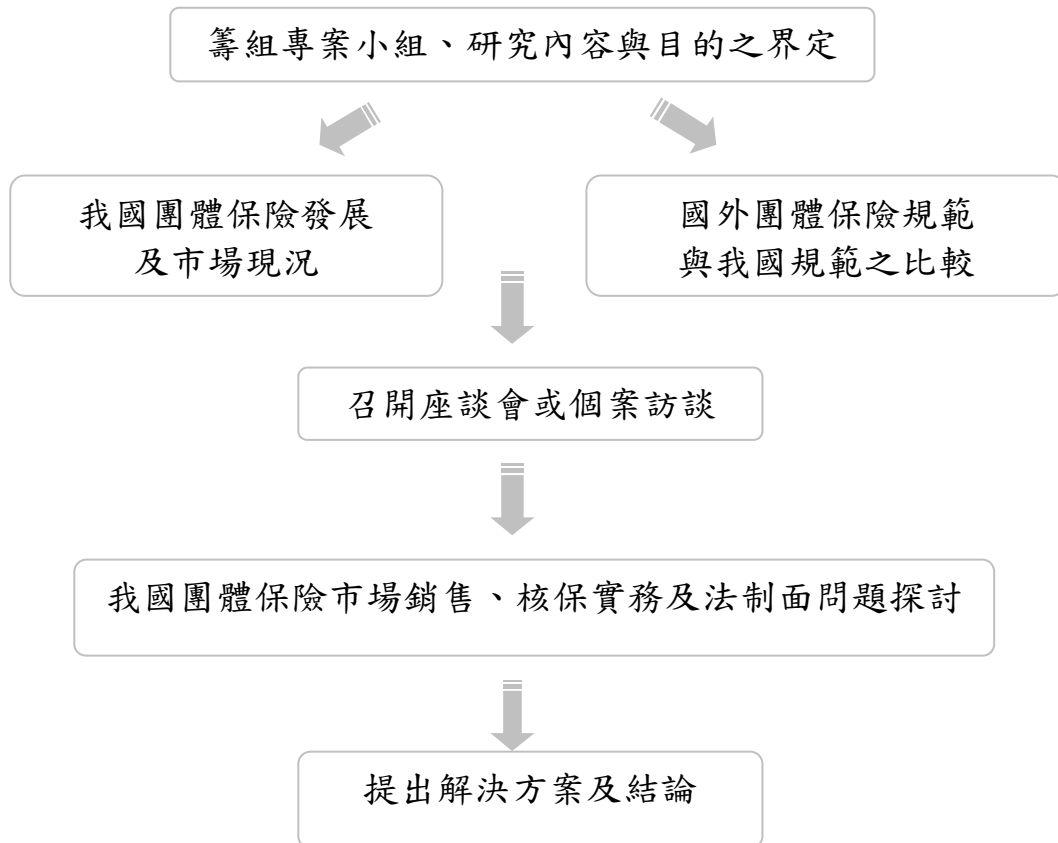 籌組專案小組、研究內容與目的之界定
我國團體保險發展
及市場現況
國外團體保險規範
與我國規範之比較
召開座談會或個案訪談
我國團體保險市場銷售、核保實務及法制面問題探討
提出解決方案及結論